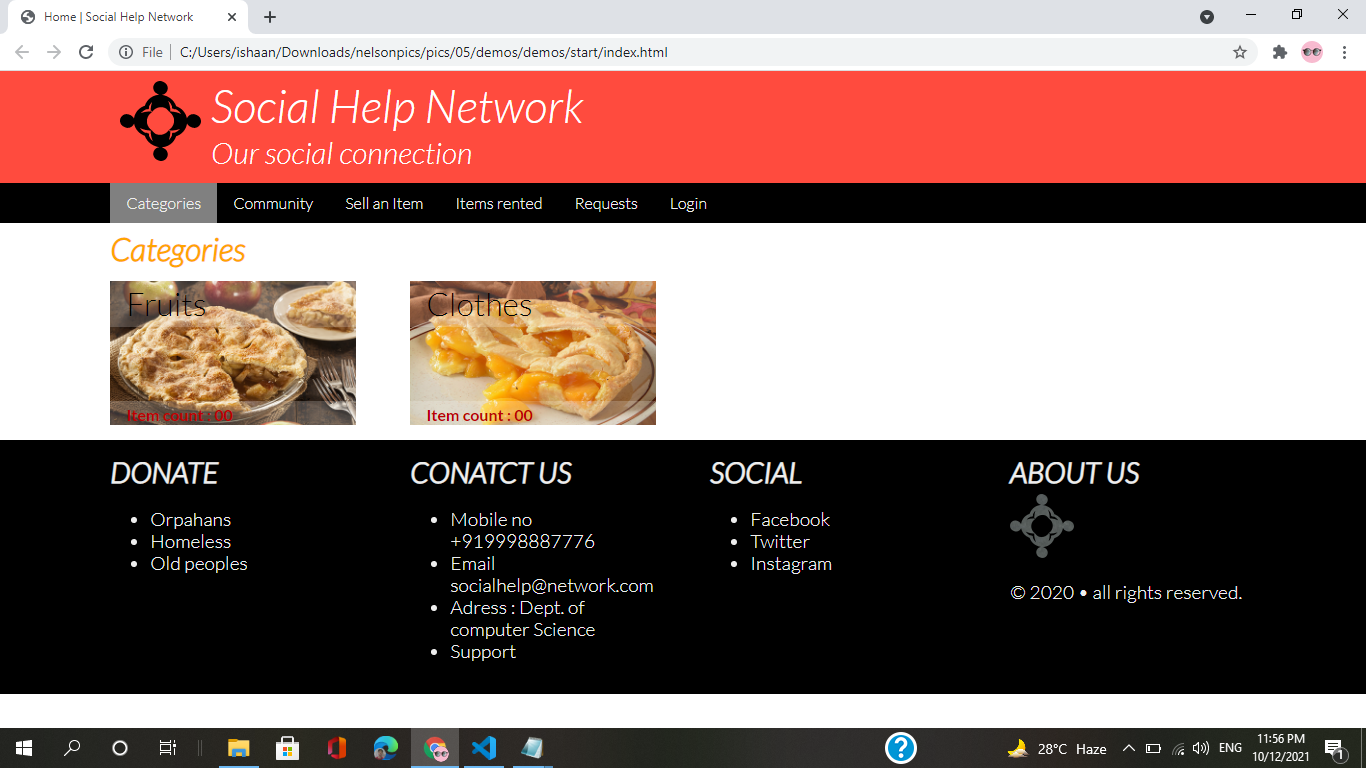 Home | Social Help Network
File
C:/Users/ishaan/Downloads/nelsonpics/pics/05/demos/demos/start/index.html
Social Help Network
Our social connection
Categories Community Sell an Item Items rented Requests Login
Categories
Fruits
Clothes
Item count : 00
Item count : 00
DONATE
Orpahans
Homeless
Old peoples
CONATCT US
Mobile no
+919998887776
Email
socialhelp@network.com
Adress : Dept. of
computer Science
Support
SOCIAL
Facebook
Twitter
Instagram
ABOUT US
© 2020 • all rights reserved.
28°C Haze
ENG
11:56 PM
10/12/2021
1